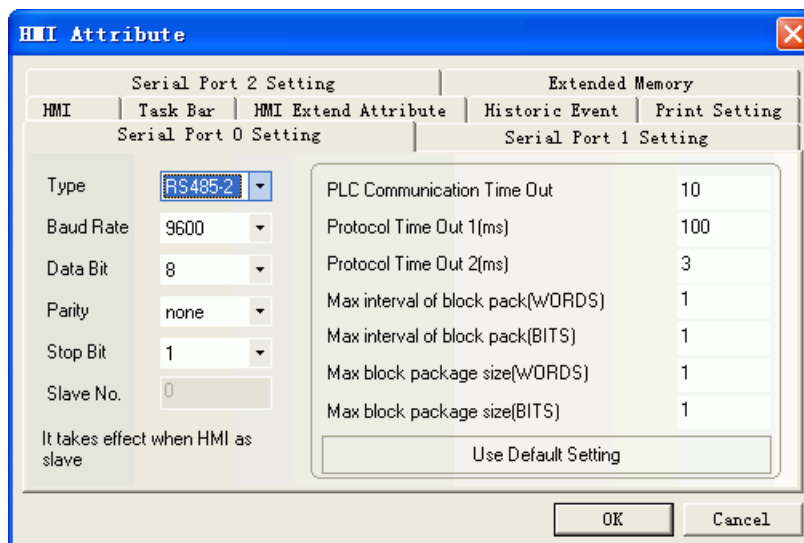 HMI Attribute
Serial Port 2 Setting Extended Memory
HMI Task Bar HMI Extend Attribute Historic Event Print Setting
Serial Port 0 Setting Serial Port 1 Setting
Type RS485-2
Baud Rate 9600
Data Bit 8
Parity none
Stop Bit 1
Slave No. 0
It takes effect when HMI as
slave
PLC Communication Time Out 10
Protocol Time Out 1(ms) 100
Protocol Time Out 2(ms) 3
Max interval of block pack(WORDS) 1
Max interval of block pack(BITS) 1
Max block package size(WORDS) 1
Max block package size(BITS) 1
Use Default Setting
OK Cancel